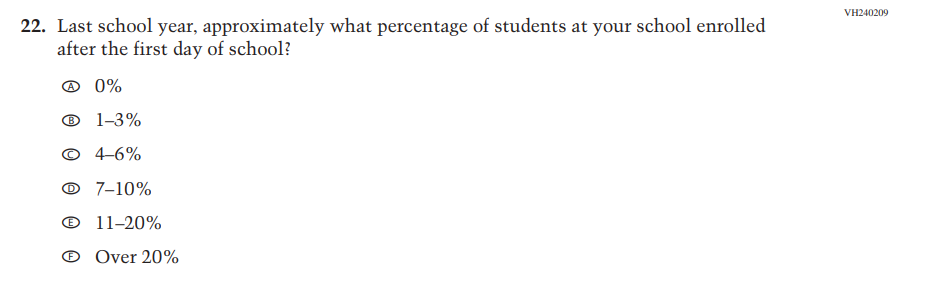 VH240209
22. Last school year, approximately what percentage of students at your school enrolled
after the first day of school?
Ⓐ 0%
Ⓑ 1–3%
Ⓒ 4–6%
Ⓓ 7–10%
Ⓔ 11–20%
Ⓕ Over 20%